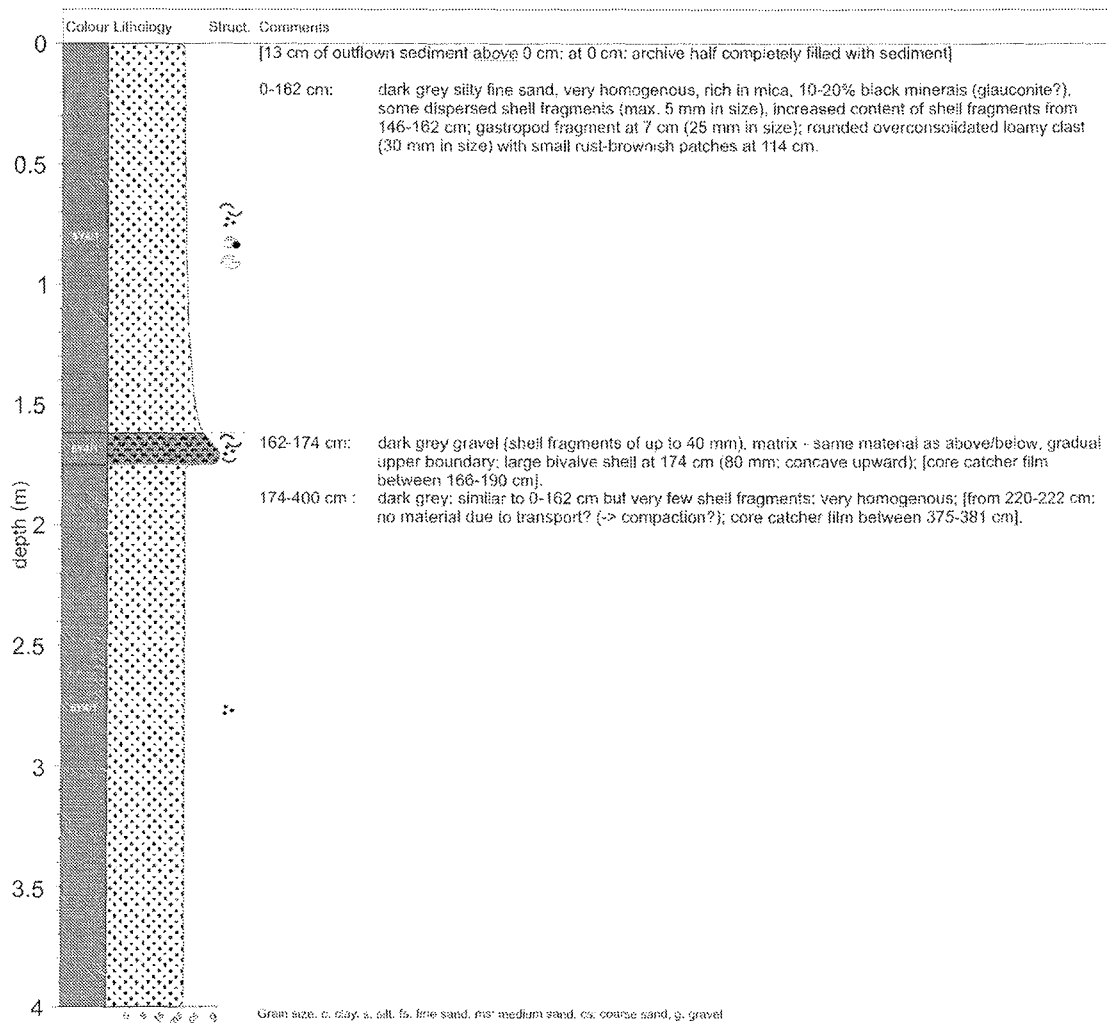 Colour Lithology Struct. Comments
0
[13 cm of outflown sediment above 0 cm; at 0 cm: archive half completely filled with sediment]
0-162 cm: dark grey silty fine sand, very homogenous, rich in mica, 10-20% black minerals (glauconite?),
some dispersed shell fragments (max. 5 mm in size), increased content of shell fragments from
146-162 cm; gastropod fragment at 7 cm (25 mm in size); rounded overconsolidated loamy clast
(30 mm in size) with small rust-brownish patches at 114 cm.
0.5
1
1.5
162-174 cm: dark grey gravel (shell fragments of up to 40 mm), matrix - same material as above/below, gradual
upper boundary; large bivalve shell at 174 cm (80 mm; concave upward); [core catcher film
between 166-190 cm].
174-400 cm : dark grey; similar to 0-162 cm but very few shell fragments; very homogenous; [from 220-222 cm:
no material due to transport? (-> compaction?); core catcher film between 375-381 cm].
depth (m)
2
2.5
3
3.5
4
c s fs ms cs g
Grain size, c. clay, s. silt, fs. fine sand, ms: medium sand, cs. coarse sand, g. gravel